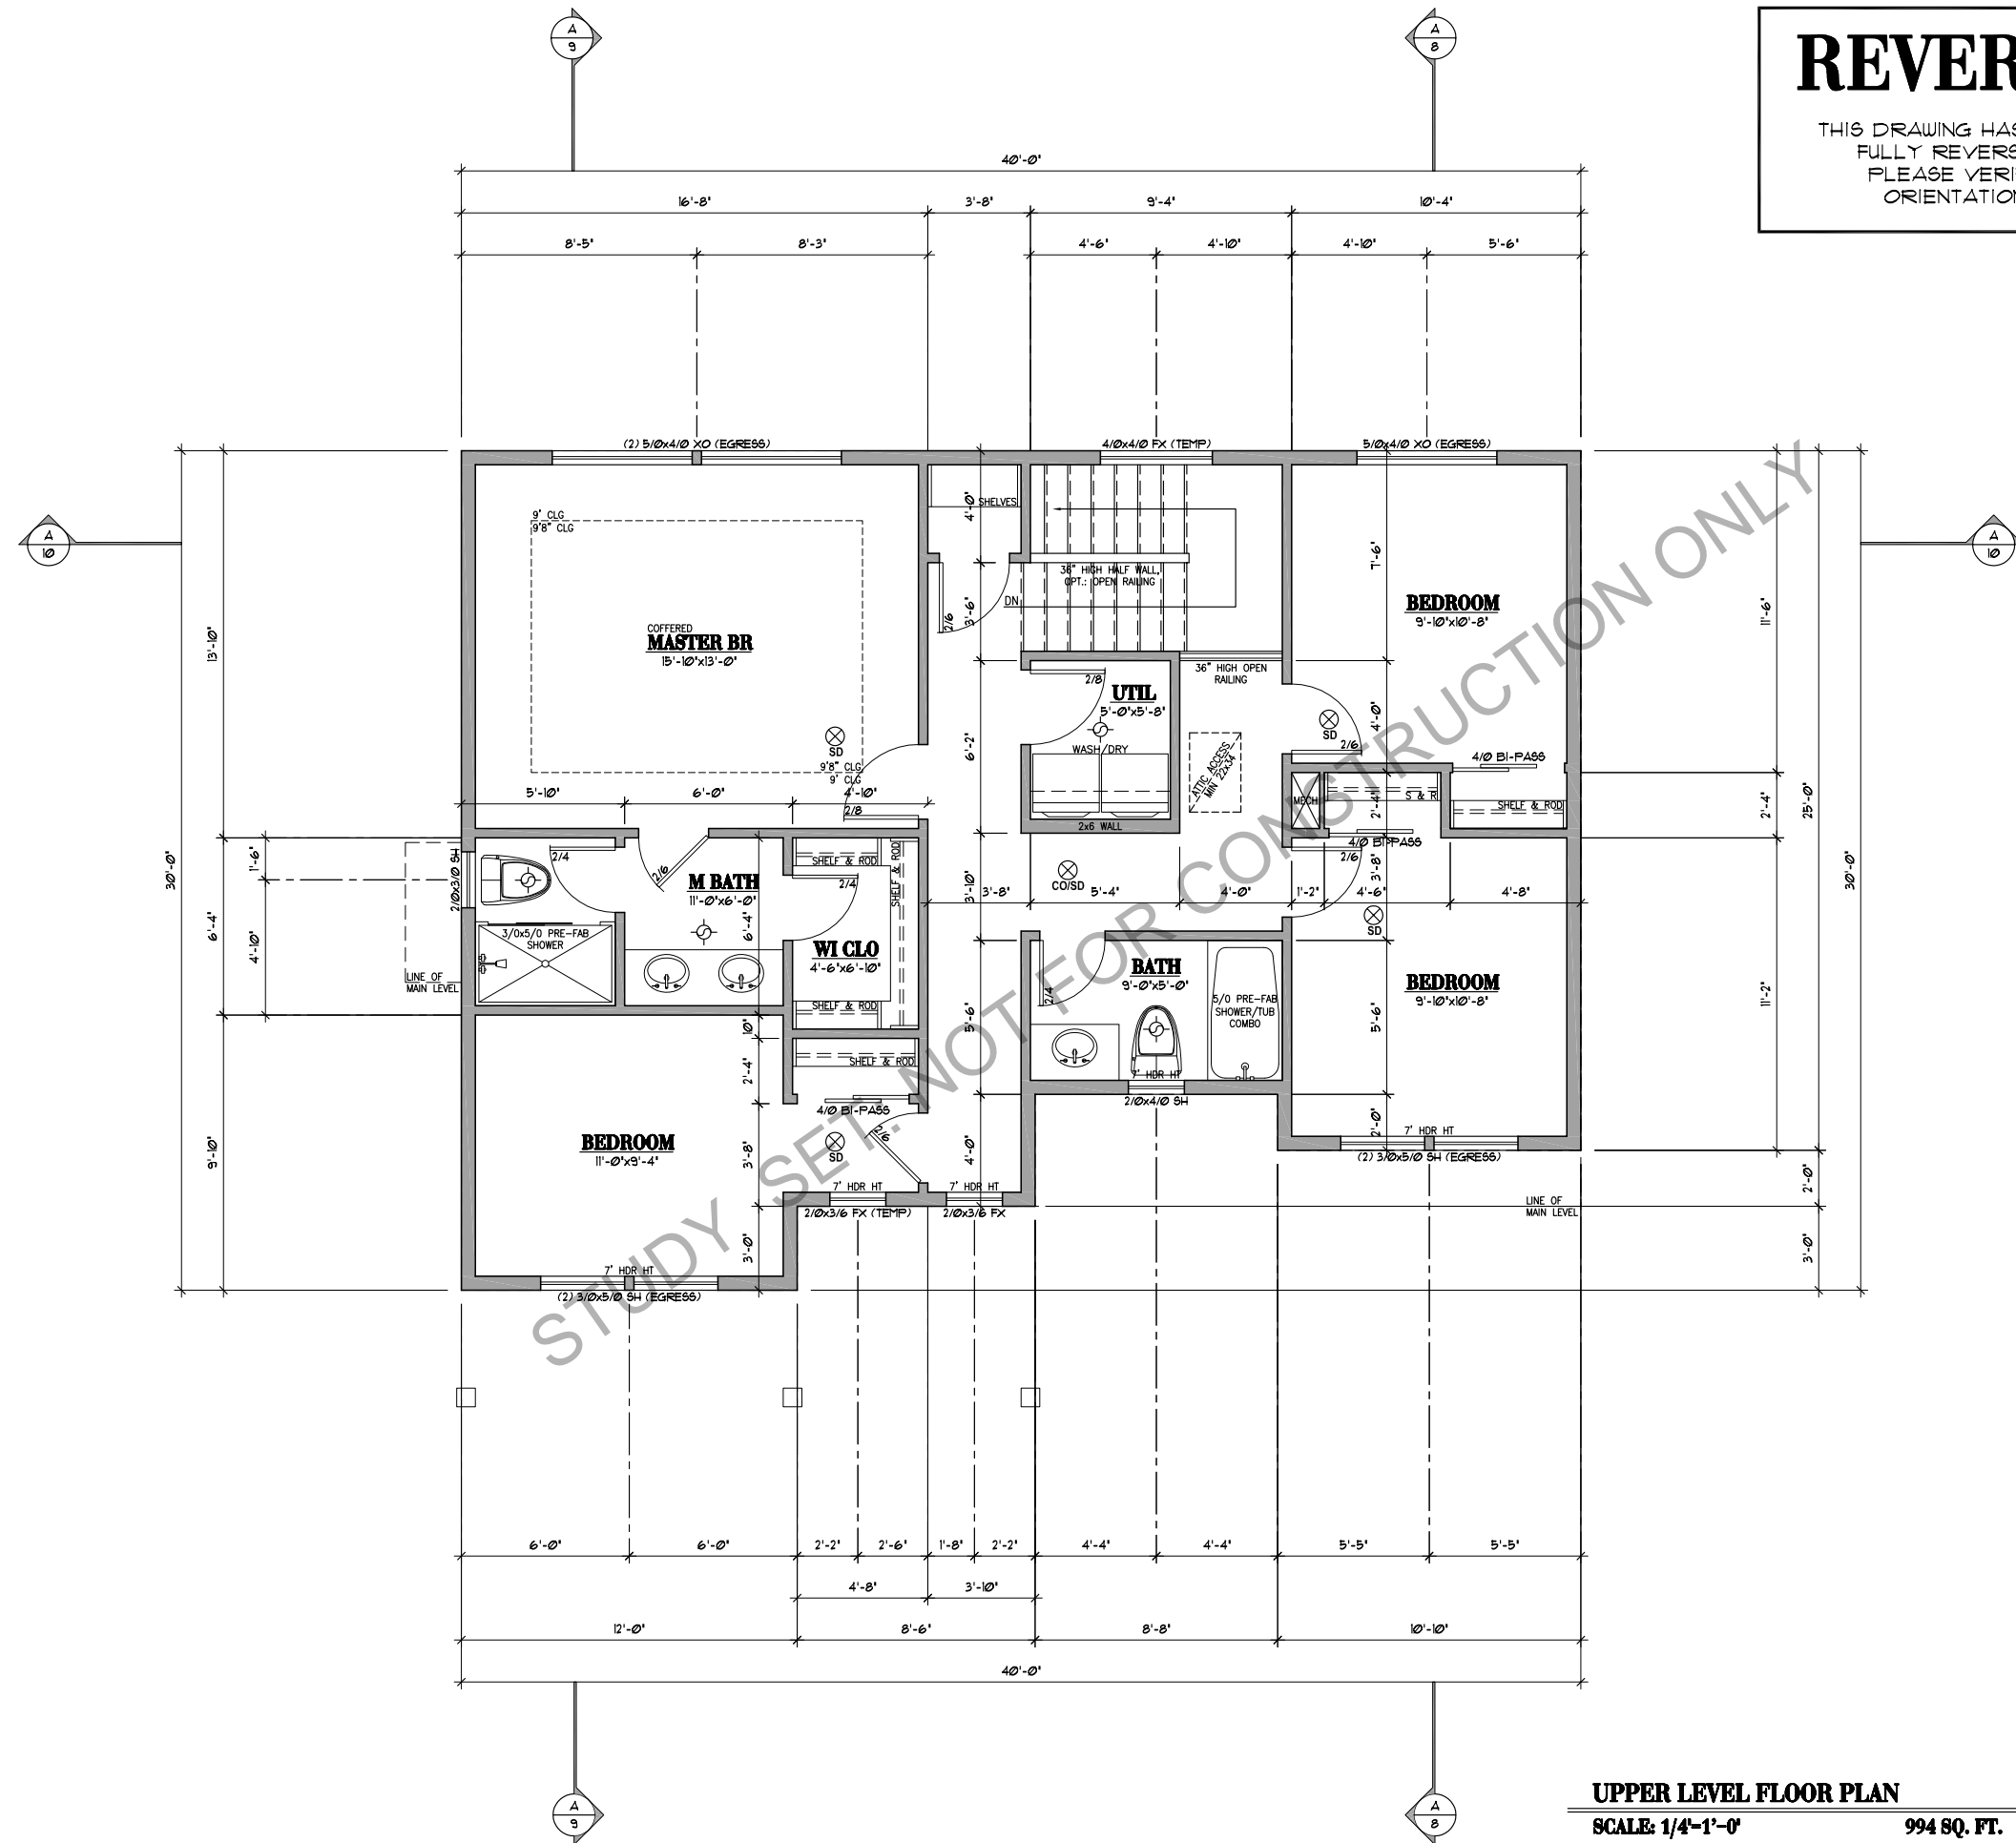 A
9
A
8
REVER
THIS DRAWING HAS
FULLY REVERS
PLEASE VERI
ORIENTATION
40'-0"
16'-8"
3'-8"
9'-4"
10'-4"
8'-5"
8'-3"
4'-6"
4'-10"
4'-10"
5'-6"
(2) 5/0x4/0 XO (EGRESS)
4/0x4/0 FX (TEMP)
5/0x4/0 XO (EGRESS)
A
10
A
10
9' CLG
9'8" CLG
4'-0"
SHELVES
36" HIGH HALF WALL,
OPT.: OPEN RAILING
DN
2/6
3'-6"
7'-6"
BEDROOM
9'-10"x10'-8"
11'-6"
13'-10"
COFFERED
MASTER BR
15'-10"x13'-0"
2/8
UTIL
5'-0"x5'-8"
36" HIGH OPEN
RAILING
SD
4'-0"
2/6
SD
6'-2"
WASH/DRY
ATTIC ACCESS
MIN 22x34
4/0 BI-PASS
9'8" CLG
9' CLG
5'-10"
6'-0"
4'-10"
2/8
2x6 WALL
MECH
2'-4"
S & R
SHELF & ROD
2'-4"
25'-0"
30'-0"
30'-0"
1'-6"
2/0x3/0 SH
2/4
2/6
M BATH
11'-0"x6'-0"
SHELF & ROD
SHELF & ROD
2/4
CO/SD
3'-10"
3'-8"
5'-4"
4'-0"
1'-2"
4'-6"
4'-8"
4/0 BI-PASS
2/6
3'-8"
SD
6'-4"
4'-10"
3/0x5/0 PRE-FAB
SHOWER
6'-4"
WI CLO
4'-6"x6'-10"
SHELF & ROD
LINE OF
MAIN LEVEL
2/4
BATH
9'-0"x5'-0"
5/0 PRE-FAB
SHOWER/TUB
COMBO
BEDROOM
9'-10"x10'-8"
11'-2"
5'-6"
5'-6"
10"
2'-4"
SHELF & ROD
4/0 BI-PASS
7' HDR HT
2/0x4/0 SH
2'-0"
7' HDR HT
(2) 3/0x5/0 SH (EGRESS)
9'-10"
BEDROOM
11'-0"x9'-4"
3'-8"
SD
2/6
4'-0"
7' HDR HT
7' HDR HT
2/0x3/6 FX (TEMP)
2/0x3/6 FX
LINE OF
MAIN LEVEL
2'-0"
3'-0"
3'-0"
7' HDR HT
(2) 3/0x5/0 SH (EGRESS)
STUDY SET. NOT FOR CONSTRUCTION ONLY
6'-0"
6'-0"
2'-2"
2'-6"
1'-8"
2'-2"
4'-4"
4'-4"
5'-5"
5'-5"
4'-8"
3'-10"
12'-0"
8'-6"
8'-8"
10'-10"
40'-0"
A
9
A
8
UPPER LEVEL FLOOR PLAN
SCALE: 1/4"=1'-0"
994 SQ. FT.